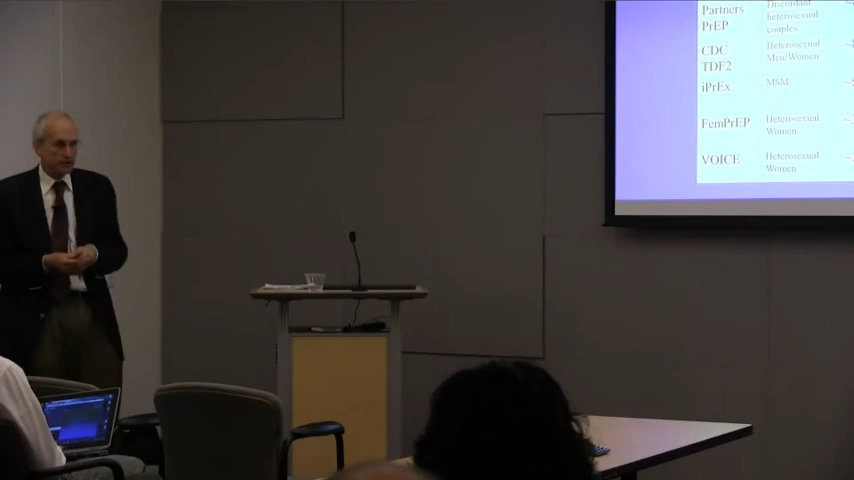 Partners Discordant
PrEP heterosexual
couples
CDC Heterosexual
TDF2 Men/Women
iPrEx MSM
FemPrEP Heterosexual
Women
VOICE Heterosexual
Women